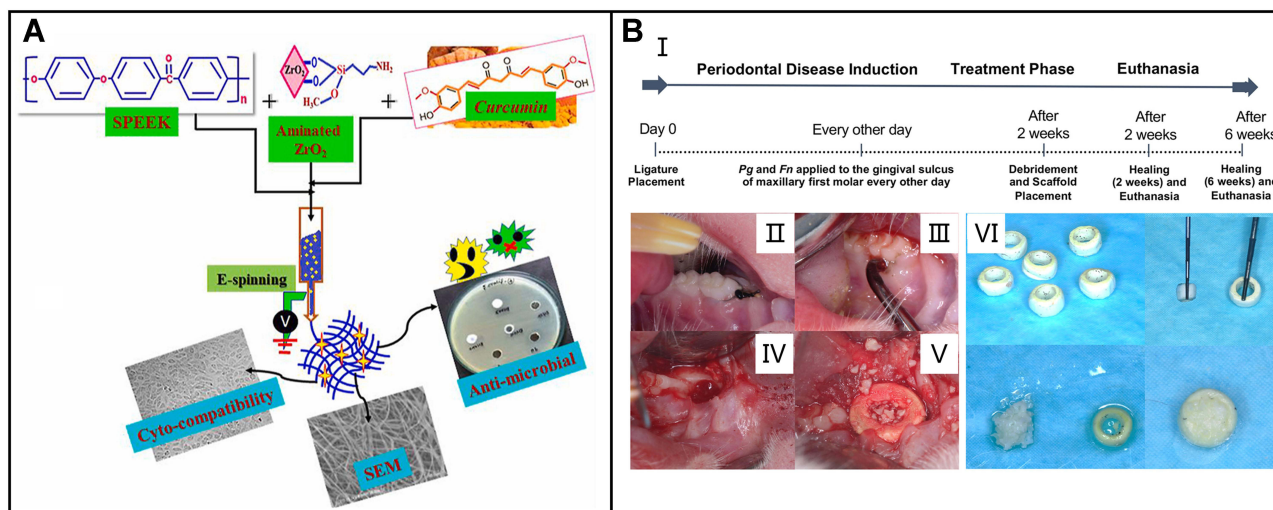 A
O
O
C
O
n
SPEEK
+
ZrO2
O
O
Si
NH2
O
H3C
Aminated
ZrO2
+
O
O
O
O
HO
OH
Curcumin
E-spinning
V
Anti-microbial
Cyto-compatibility
SEM
B
I
Periodontal Disease Induction
Treatment Phase
Euthanasia
Day 0
Every other day
After
2 weeks
After
2 weeks
After
6 weeks
Ligature
Placement
Pg and Fn applied to the gingival sulcus
of maxillary first molar every other day
Debridement
and Scaffold
Placement
Healing
(2 weeks) and
Euthanasia
Healing
(6 weeks) and
Euthanasia
II
III
IV
V
VI